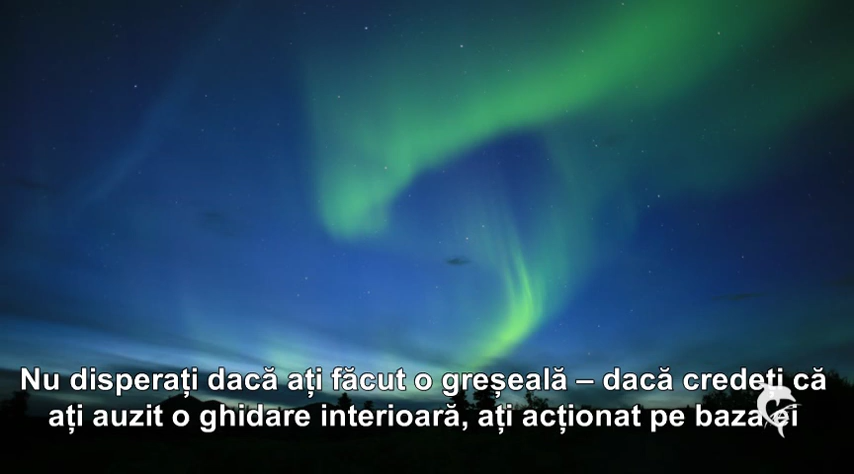 Nu disperați dacă ați făcut o greșeală – dacă credeți că
ați auzit o ghidare interioară, ați acționat pe baza ei